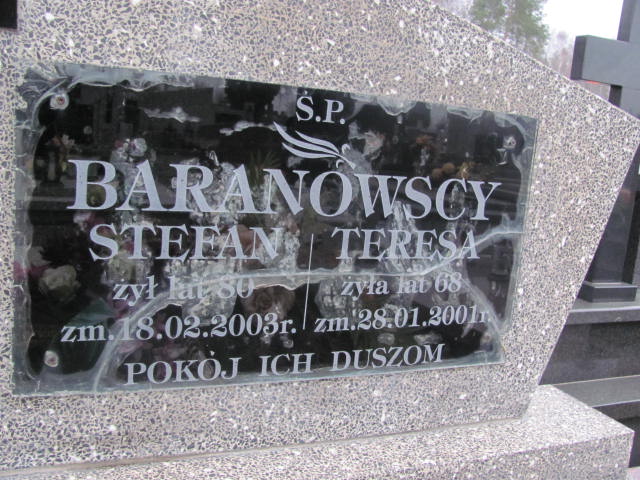 Ś.P.
BARANOWSCY
STEFAN TERESA
żył lat 80 żyła lat 68
zm.18.02.2003r. zm.28.01.2001r.
POKÓJ ICH DUSZOM